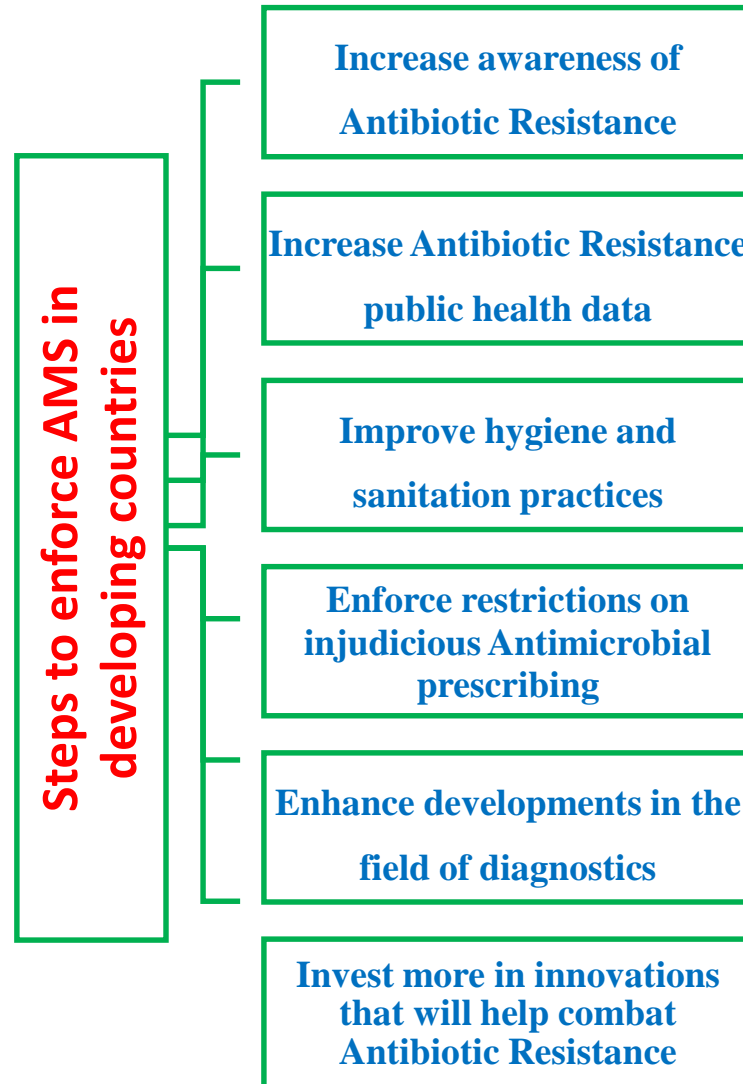 Steps to enforce AMS in
developing countries
Increase awareness of
Antibiotic Resistance
Increase Antibiotic Resistance
public health data
Improve hygiene and
sanitation practices
Enforce restrictions on
injudicious Antimicrobial
prescribing
Enhance developments in the
field of diagnostics
Invest more in innovations
that will help combat
Antibiotic Resistance